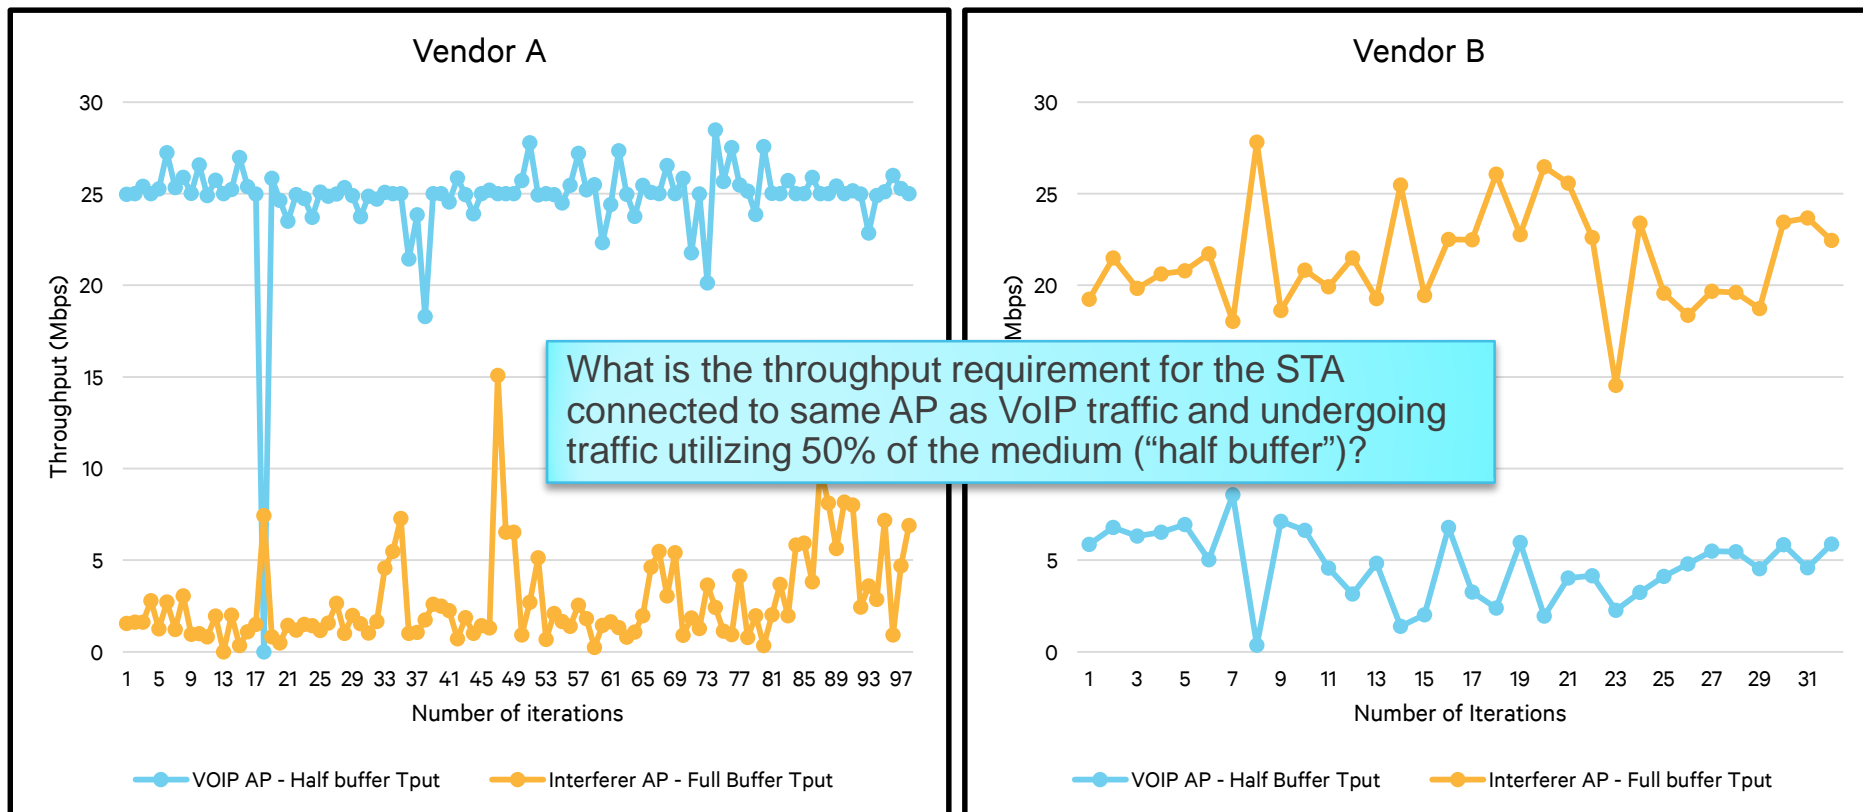 Vendor A
30
25
20
15
10
5
0
Throughput (Mbps)
1 5 9 13 17 21 25 29 33 37 41 45 49 53 57 61 65 69 73 77 81 85 89 93 97
Number of iterations
VOIP AP - Half buffer Tput
Interferer AP - Full Buffer Tput
Vendor B
30
25
20
5
0
Mbps)
1 3 5 7 9 11 13 15 17 19 21 23 25 27 29 31
Number of Iterations
VOIP AP - Half Buffer Tput
Interferer AP - Full buffer Tput
What is the throughput requirement for the STA
connected to same AP as VoIP traffic and undergoing
traffic utilizing 50% of the medium (“half buffer”)?